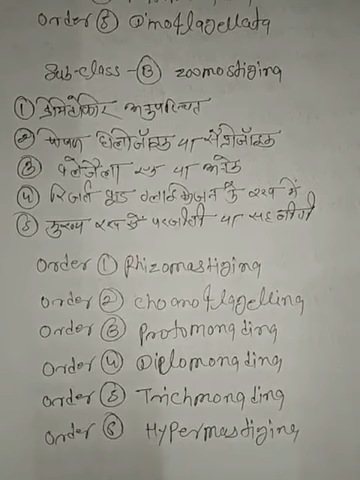 Order ⑤ Dinoflagellata
Sub-class-Ⓑ zoomastigina
① क्रोमेटोफोर अनुपस्थित
② पोषण होलोजॉइक या सेप्रोजॉइक
③ फ्लेजैला एक या अनेक
④ रिजर्व फूड ग्लाइकोजन के रूप में
⑤ मुख्य रूप से परजीवी या सहजीवी
Order ① Rhizomastigina
Order ② choanoflagellina
Order ③ Protomonadina
Order ④ Diplomonadina
Order ⑤ Trichmonadina
Order ⑥ Hypermastigina